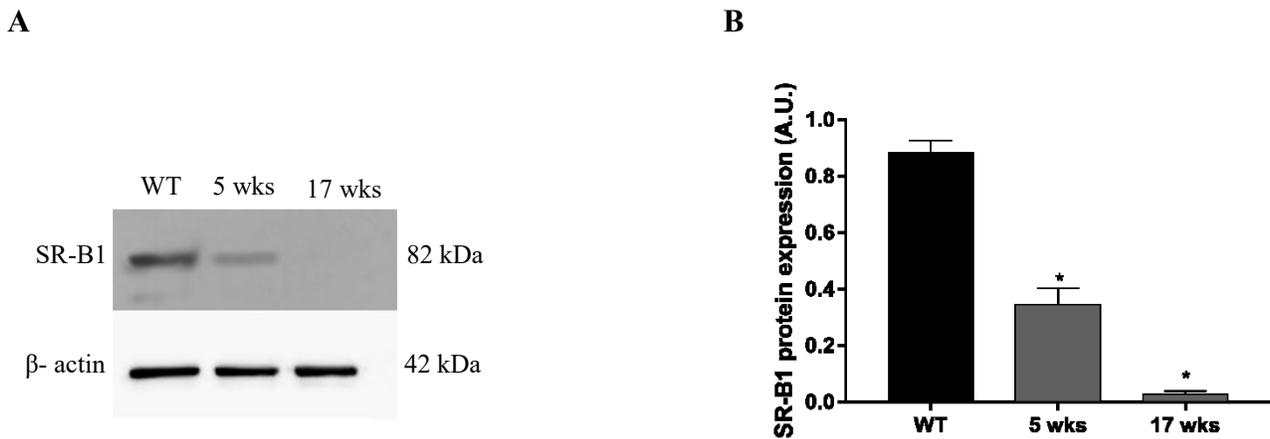 A
WT 5 wks 17 wks
SR-B1 82 kDa
β- actin 42 kDa
B
SR-B1 protein expression (A.U.)
1.0
0.8
0.6
0.4
0.2
0.0
*
*
WT 5 wks 17 wks